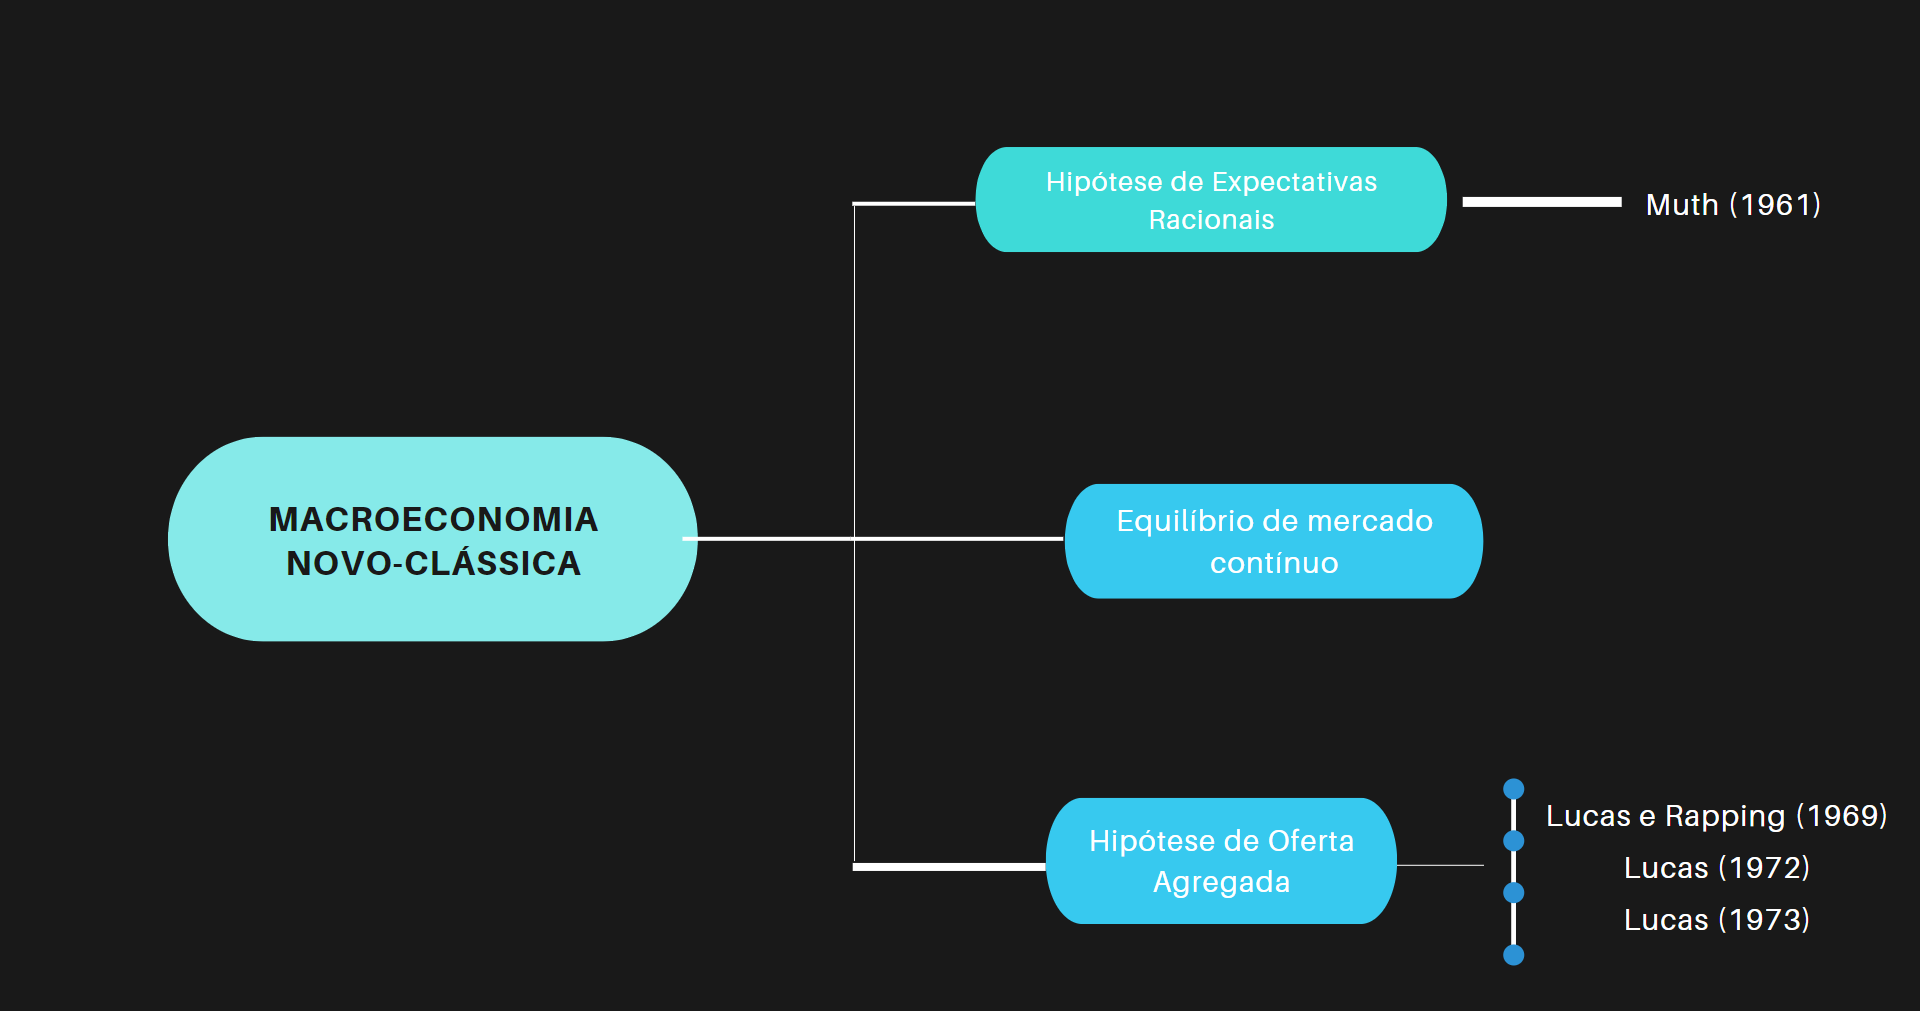 MACROECONOMIA
NOVO-CLÁSSICA
Hipótese de Expectativas
Racionais
Muth (1961)
Equilíbrio de mercado
contínuo
Hipótese de Oferta
Agregada
Lucas e Rapping (1969)
Lucas (1972)
Lucas (1973)